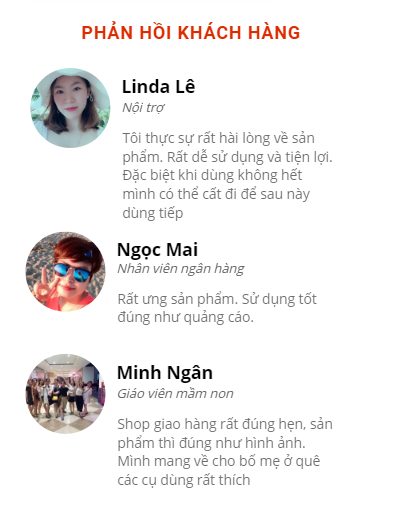 PHẢN HỒI KHÁCH HÀNG
Linda Lê
Nội trợ
Tôi thực sự rất hài lòng về sản
phẩm. Rất dễ sử dụng và tiện lợi.
Đặc biệt khi dùng không hết
mình có thể cất đi để sau này
dùng tiếp
Ngọc Mai
Nhân viên ngân hàng
Rất ưng sản phẩm. Sử dụng tốt
đúng như quảng cáo.
Minh Ngân
Giáo viên mầm non
Shop giao hàng rất đúng hẹn, sản
phẩm thì đúng như hình ảnh.
Mình mang về cho bố mẹ ở quê
các cụ dùng rất thích